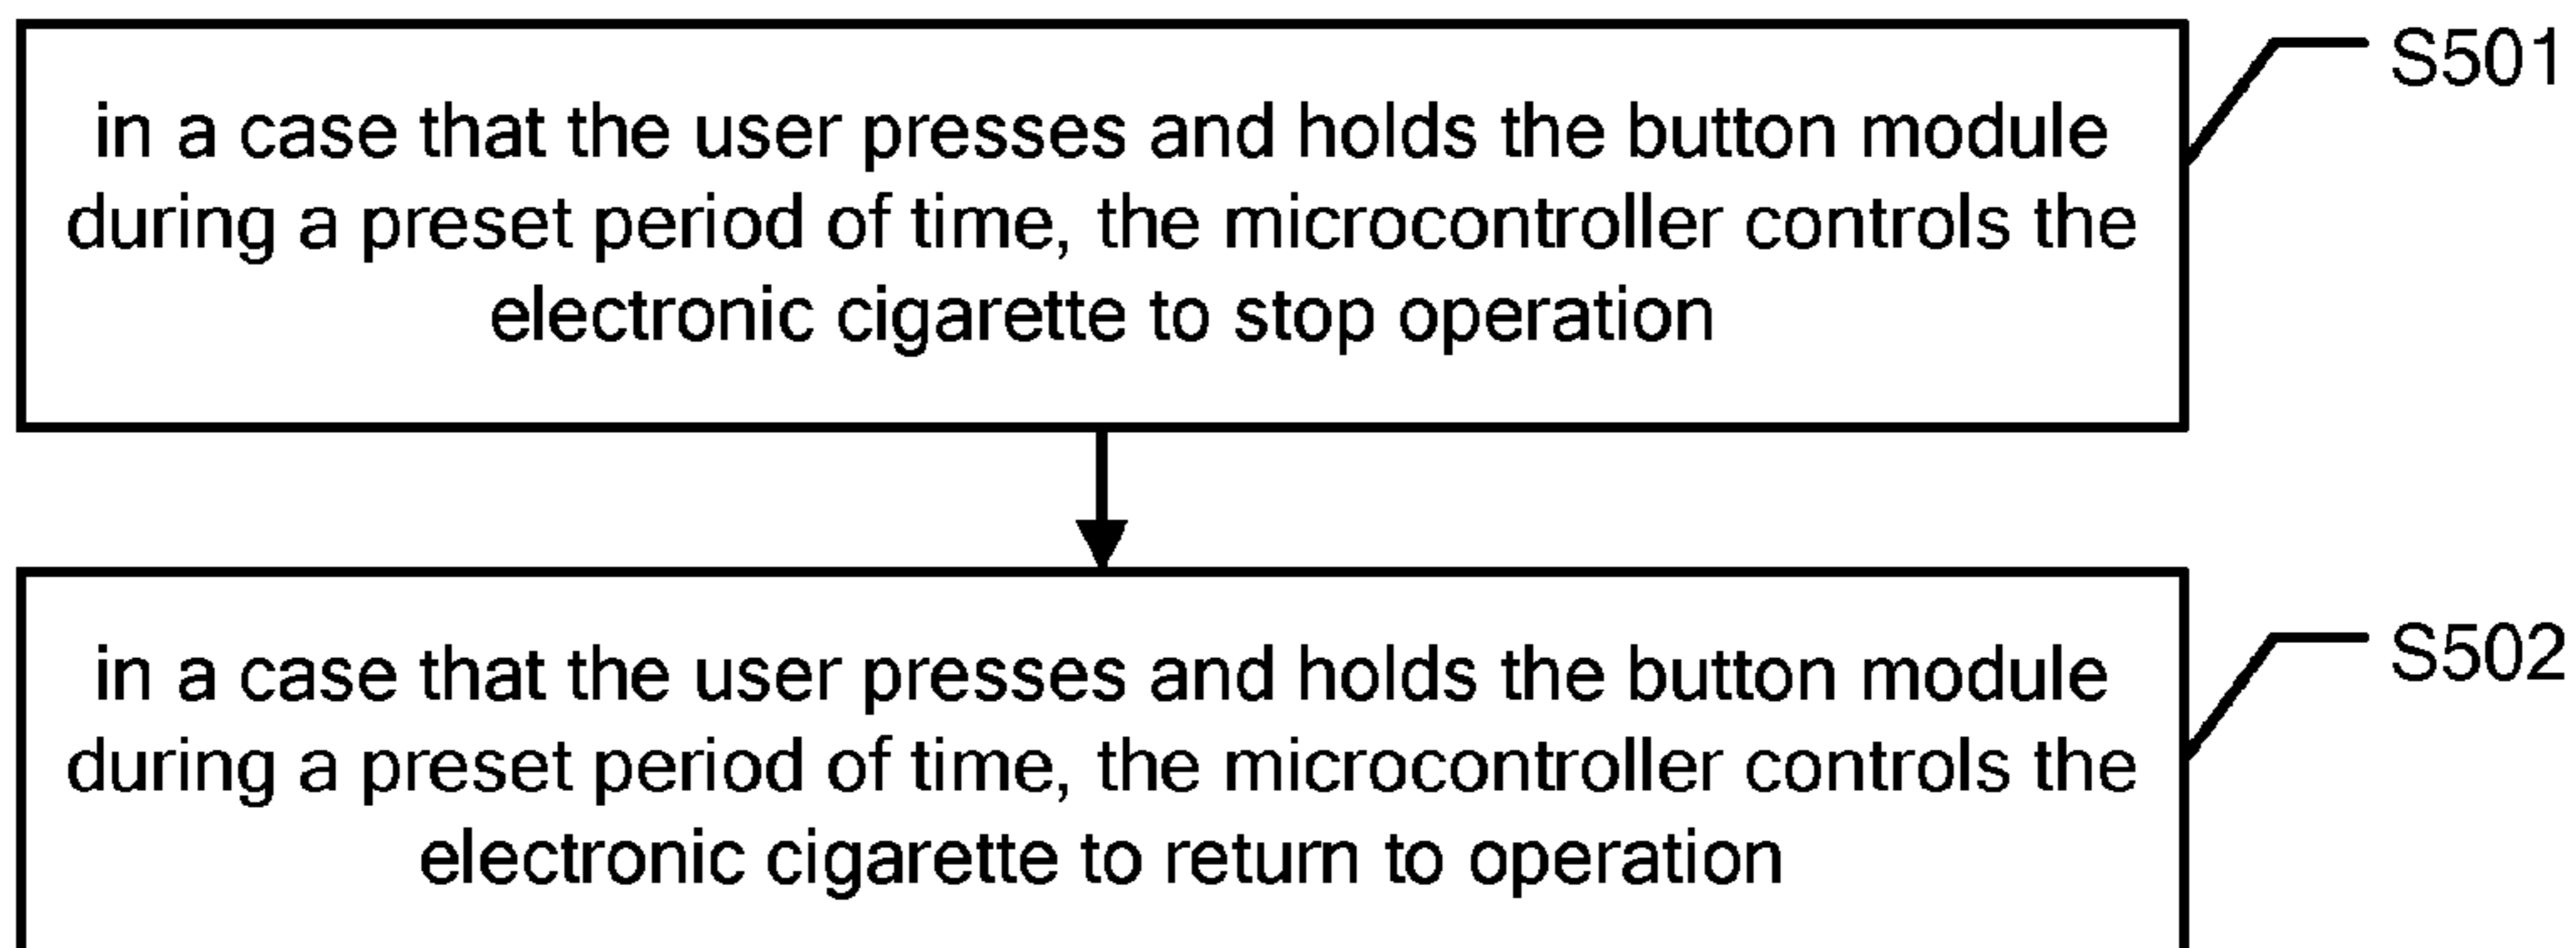 S501
in a case that the user presses and holds the button module
during a preset period of time, the microcontroller controls the
electronic cigarette to stop operation
S502
in a case that the user presses and holds the button module
during a preset period of time, the microcontroller controls the
electronic cigarette to return to operation